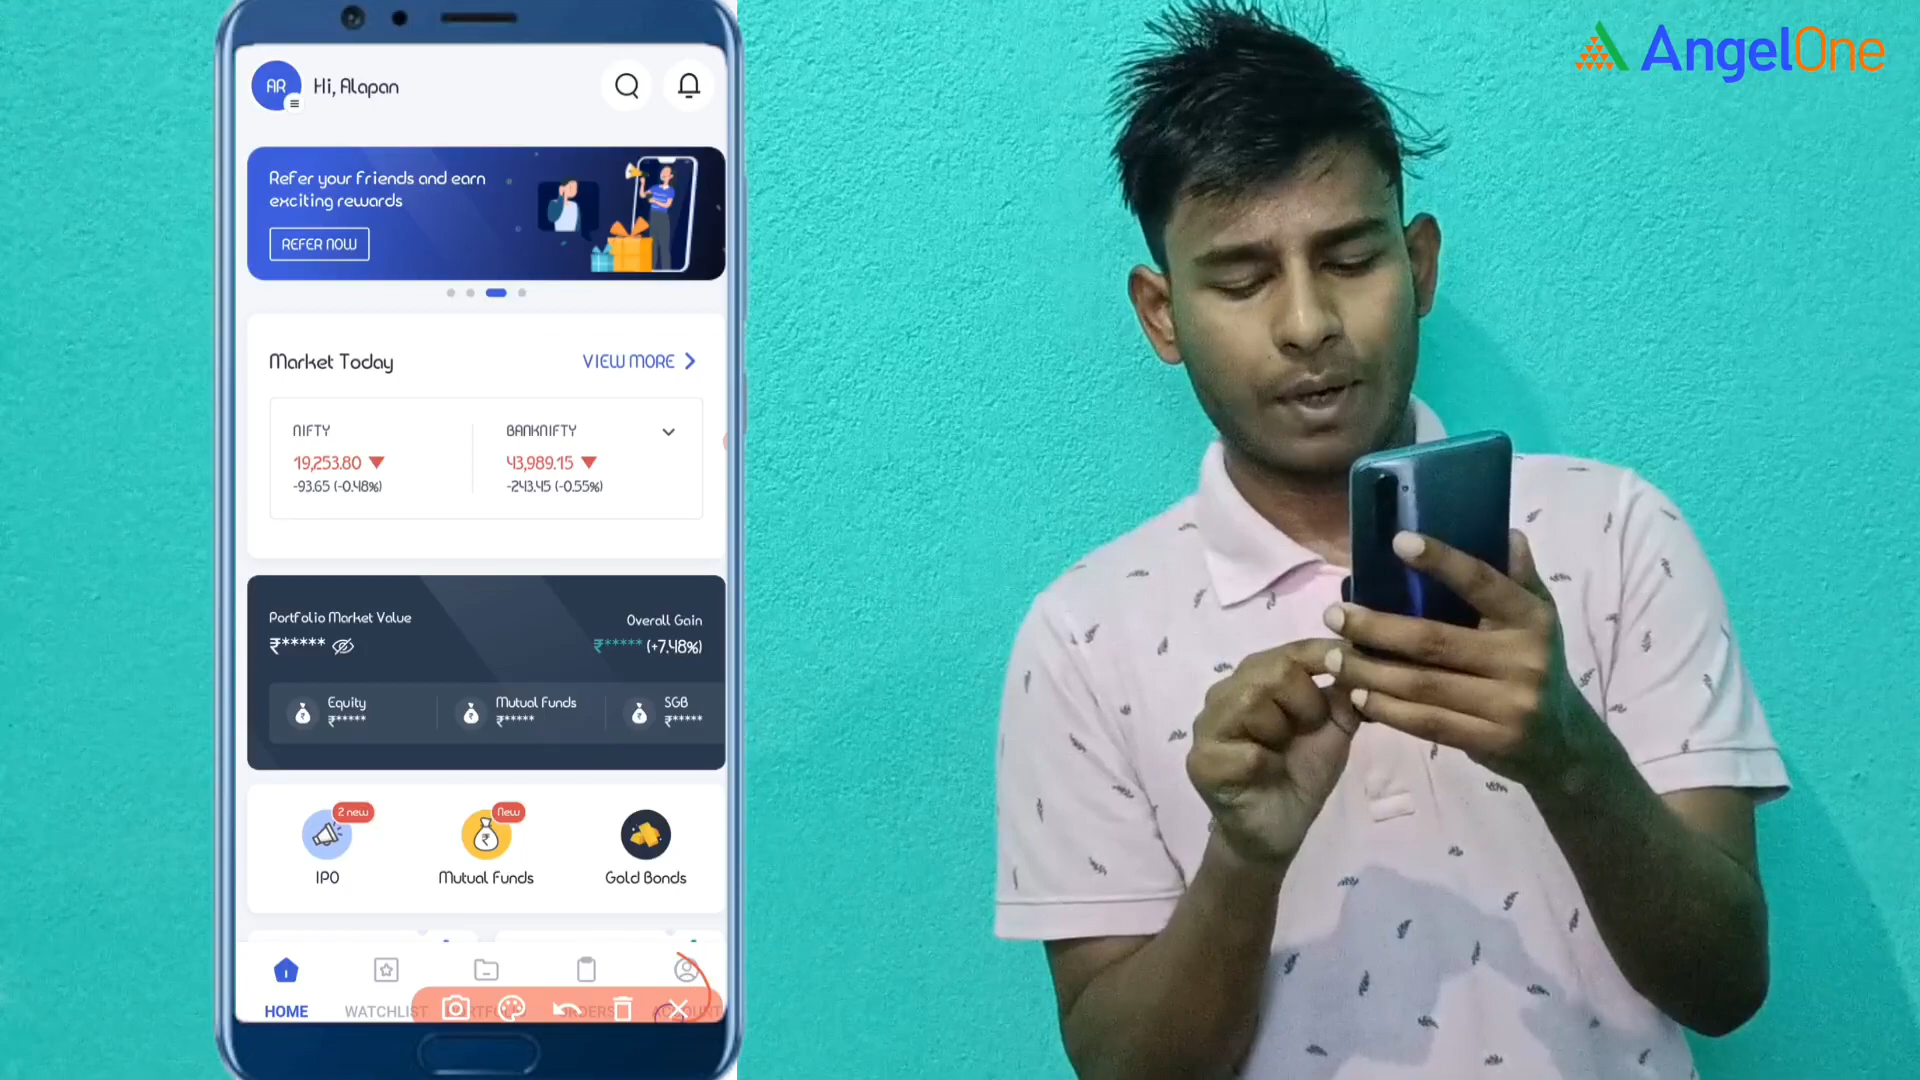 AngelOne
AR
Hi, Alapan
Refer your friends and earn
exciting rewards
REFER NOW
Market Today
VIEW MORE
NIFTY
19,253.80
-93.65 (-0.48%)
BANKNIFTY
43,989.15
-243.45 (-0.55%)
Portfolio Market Value
₹*****
Overall Gain
₹***** (+7.48%)
Equity
₹*****
Mutual Funds
₹*****
SGB
₹*****
2 new
IPO
New
Mutual Funds
Gold Bonds
HOME
WATCHLIST